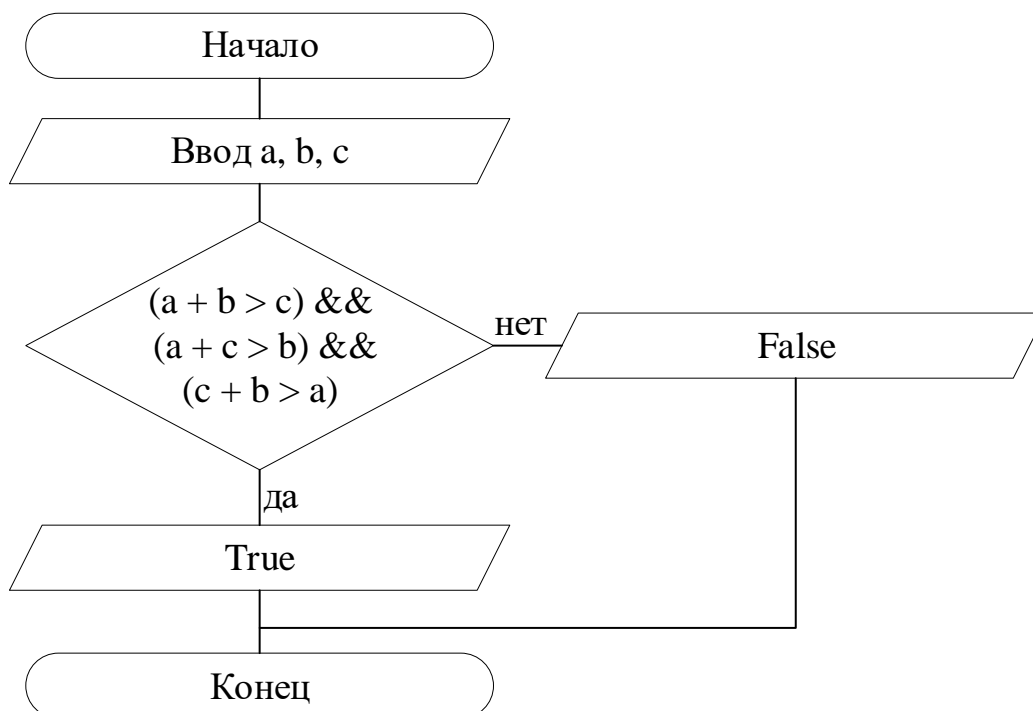 Начало
Ввод a, b, c
(a + b > c) &&
(a + c > b) &&
(c + b > a)
нет
False
да
True
Конец